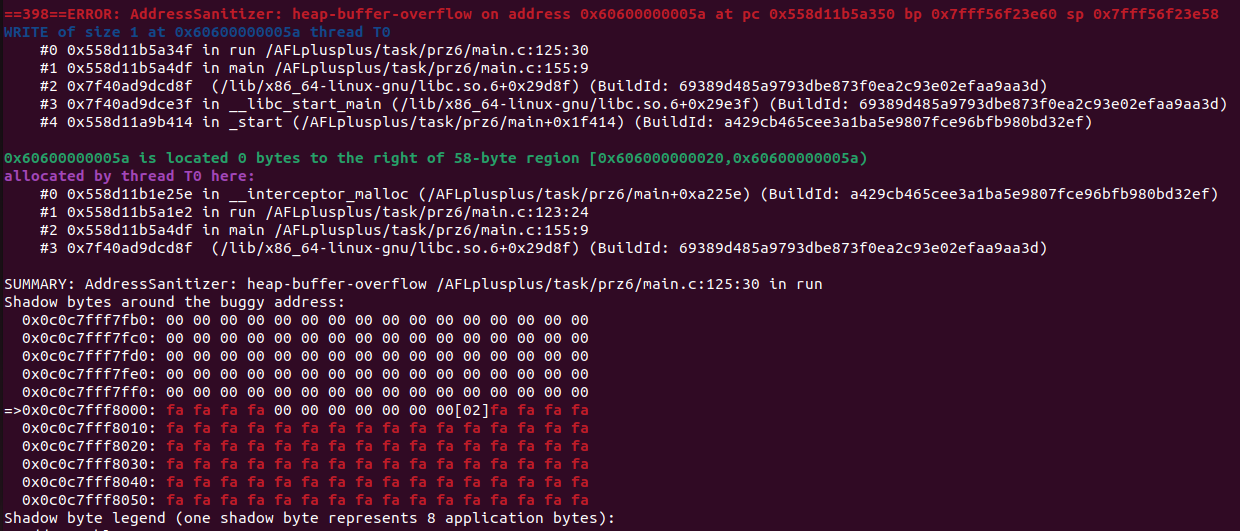 ==398==ERROR: AddressSanitizer: heap-buffer-overflow on address 0x60600000005a at pc 0x558d11b5a350 bp 0x7fff56f23e60 sp 0x7fff56f23e58
WRITE of size 1 at 0x60600000005a thread T0
    #0 0x558d11b5a34f in run /AFLplusplus/task/prz6/main.c:125:30
    #1 0x558d11b5a4df in main /AFLplusplus/task/prz6/main.c:155:9
    #2 0x7f40ad9dcd8f  (/lib/x86_64-linux-gnu/libc.so.6+0x29d8f) (BuildId: 69389d485a9793dbe873f0ea2c93e02efaa9aa3d)
    #3 0x7f40ad9dce3f in __libc_start_main (/lib/x86_64-linux-gnu/libc.so.6+0x29e3f) (BuildId: 69389d485a9793dbe873f0ea2c93e02efaa9aa3d)
    #4 0x558d11a9b414 in _start (/AFLplusplus/task/prz6/main+0x1f414) (BuildId: a429cb465cee3a1ba5e9807fce96bfb980bd32ef)

0x60600000005a is located 0 bytes to the right of 58-byte region [0x606000000020,0x60600000005a)
allocated by thread T0 here:
    #0 0x558d11b1e25e in __interceptor_malloc (/AFLplusplus/task/prz6/main+0xa225e) (BuildId: a429cb465cee3a1ba5e9807fce96bfb980bd32ef)
    #1 0x558d11b5a1e2 in run /AFLplusplus/task/prz6/main.c:123:24
    #2 0x558d11b5a4df in main /AFLplusplus/task/prz6/main.c:155:9
    #3 0x7f40ad9dcd8f  (/lib/x86_64-linux-gnu/libc.so.6+0x29d8f) (BuildId: 69389d485a9793dbe873f0ea2c93e02efaa9aa3d)

SUMMARY: AddressSanitizer: heap-buffer-overflow /AFLplusplus/task/prz6/main.c:125:30 in run
Shadow bytes around the buggy address:
  0x0c0c7fff7fb0: 00 00 00 00 00 00 00 00 00 00 00 00 00 00 00 00
  0x0c0c7fff7fc0: 00 00 00 00 00 00 00 00 00 00 00 00 00 00 00 00
  0x0c0c7fff7fd0: 00 00 00 00 00 00 00 00 00 00 00 00 00 00 00 00
  0x0c0c7fff7fe0: 00 00 00 00 00 00 00 00 00 00 00 00 00 00 00 00
  0x0c0c7fff7ff0: 00 00 00 00 00 00 00 00 00 00 00 00 00 00 00 00
=>0x0c0c7fff8000: fa fa fa fa 00 00 00 00 00 00 00[02]fa fa fa fa
  0x0c0c7fff8010: fa fa fa fa fa fa fa fa fa fa fa fa fa fa fa fa
  0x0c0c7fff8020: fa fa fa fa fa fa fa fa fa fa fa fa fa fa fa fa
  0x0c0c7fff8030: fa fa fa fa fa fa fa fa fa fa fa fa fa fa fa fa
  0x0c0c7fff8040: fa fa fa fa fa fa fa fa fa fa fa fa fa fa fa fa
  0x0c0c7fff8050: fa fa fa fa fa fa fa fa fa fa fa fa fa fa fa fa
Shadow byte legend (one shadow byte represents 8 application bytes):